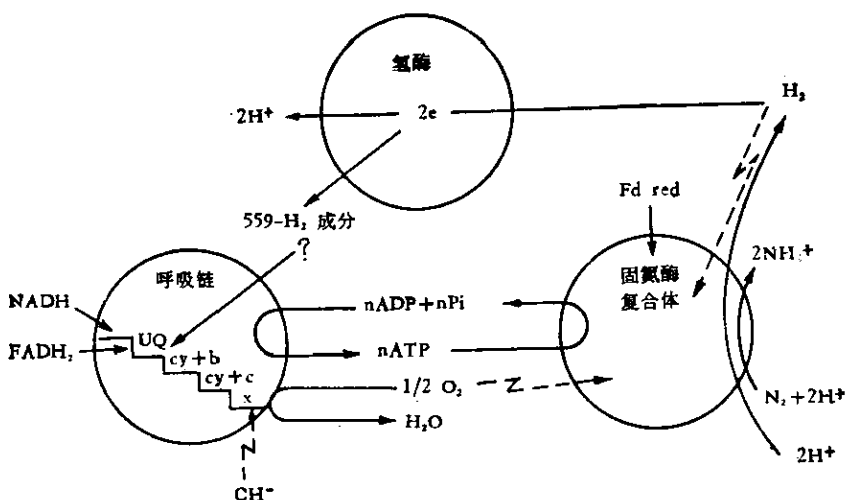 氢酶
2H⁺
2e
H₂
Fd red
559-H₂ 成分
?
呼吸链
固氮酶
复合体
2NH₃⁺
NADH
nADP+nPi
UQ
FADH₂
cy+b
nATP
cy+c
1/2 O₂
x
N₂+2H⁺
H₂O
2H⁺
CH⁻